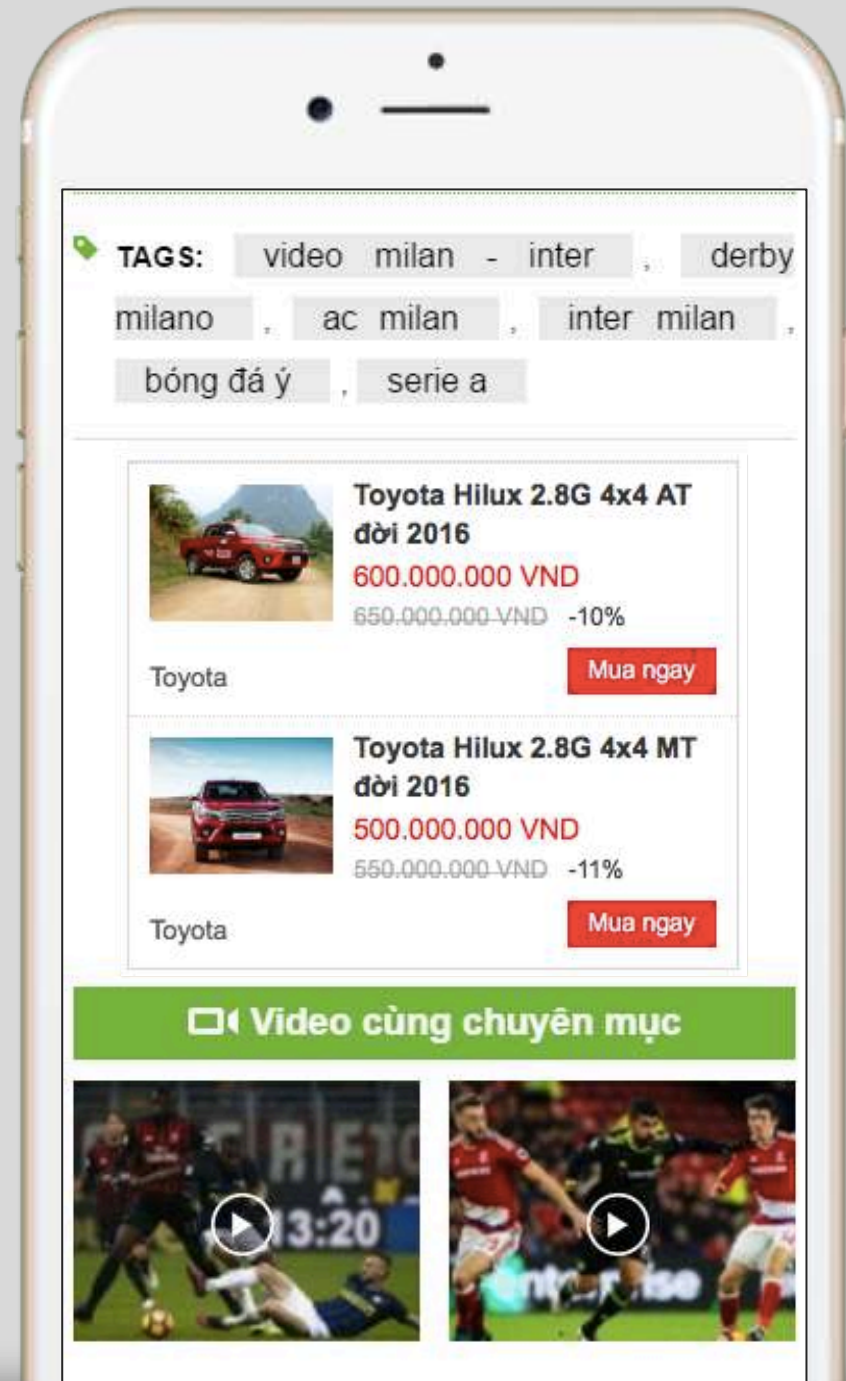 TAGS: video milan - inter , derby
milano , ac milan , inter milan ,
bóng đá ý , serie a
Toyota Hilux 2.8G 4x4 AT
đời 2016
600.000.000 VND
650.000.000 VND -10%
Toyota
Mua ngay
Toyota Hilux 2.8G 4x4 MT
đời 2016
500.000.000 VND
550.000.000 VND -11%
Toyota
Mua ngay
Video cùng chuyên mục
13:20